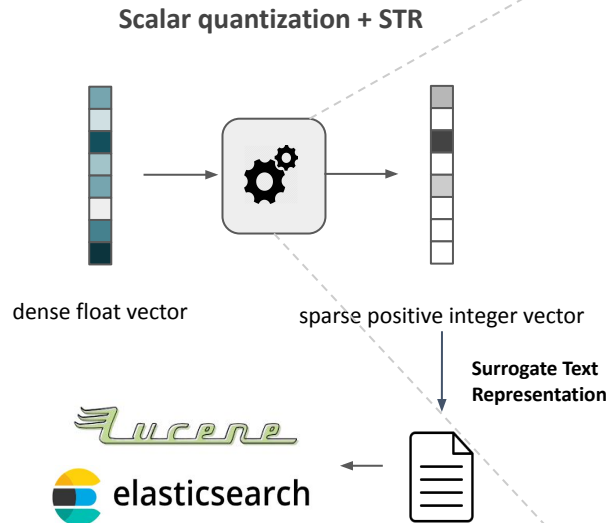 Scalar quantization + STR
dense float vector
sparse positive integer vector
Surrogate Text
Representation
Lucene
elasticsearch